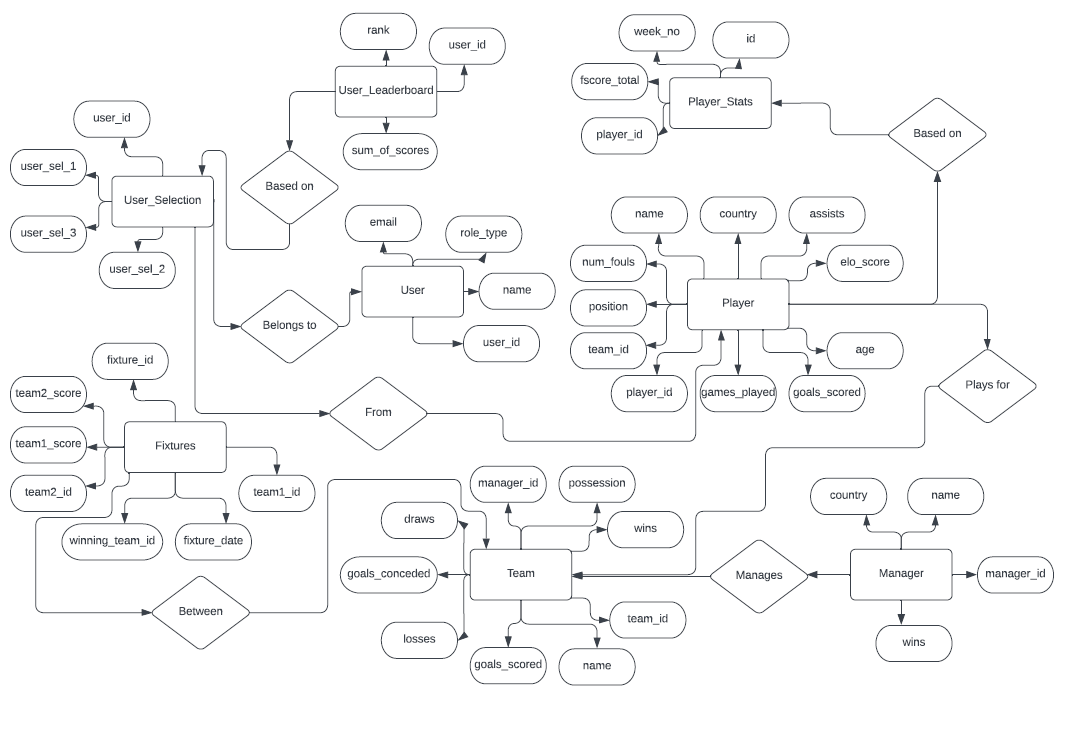 rank
user_id
User_Leaderboard
sum_of_scores
week_no
id
fscore_total
Player_Stats
player_id
Based on
user_id
user_sel_1
User_Selection
user_sel_3
user_sel_2
Based on
email
role_type
User
name
user_id
Belongs to
name
country
assists
num_fouls
elo_score
position
Player
team_id
age
player_id
games_played
goals_scored
Plays for
From
fixture_id
team2_score
team1_score
Fixtures
team2_id
team1_id
winning_team_id
fixture_date
Between
manager_id
possession
draws
wins
goals_conceded
Team
losses
team_id
goals_scored
name
Manages
country
name
Manager
manager_id
wins